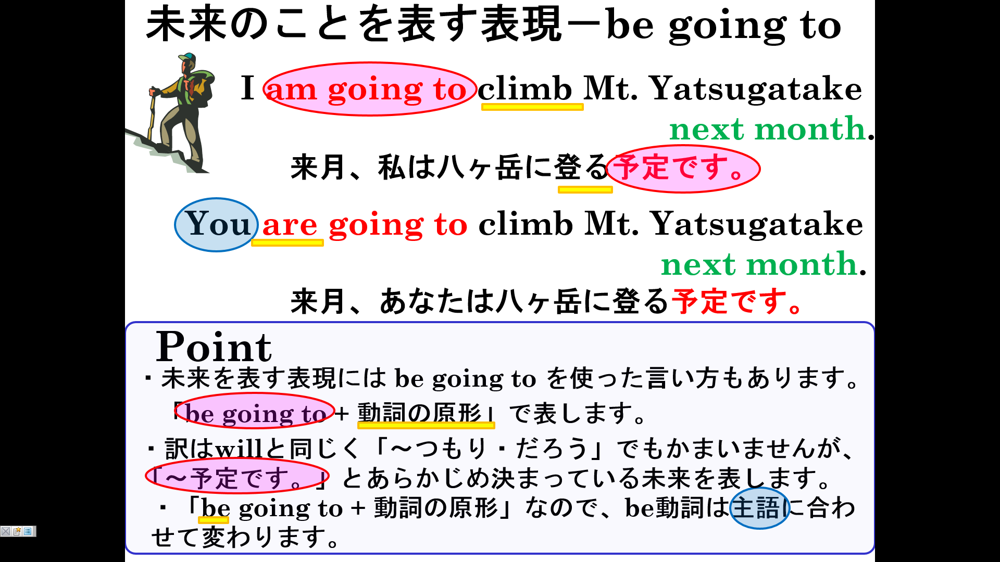 未来のことを表す表現－be going to
I am going to climb Mt. Yatsugatake
next month.
来月、私は八ヶ岳に登る予定です。
You are going to climb Mt. Yatsugatake
next month.
来月、あなたは八ヶ岳に登る予定です。
Point
・未来を表す表現には be going to を使った言い方もあります。
「be going to + 動詞の原形」で表します。
・訳はwillと同じく「～つもり・だろう」でもかまいませんが、
「～予定です。」とあらかじめ決まっている未来を表します。
・「be going to + 動詞の原形」なので、be動詞は主語に合わ
せて変わります。